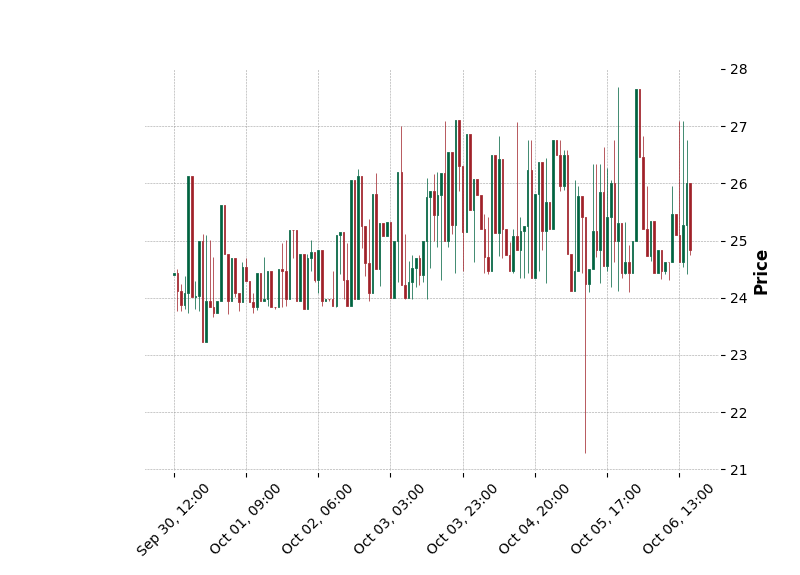 28
27
26
25
24
23
22
21
Price
Sep 30, 12:00
Oct 01, 09:00
Oct 02, 06:00
Oct 03, 03:00
Oct 03, 23:00
Oct 04, 20:00
Oct 05, 17:00
Oct 06, 13:00